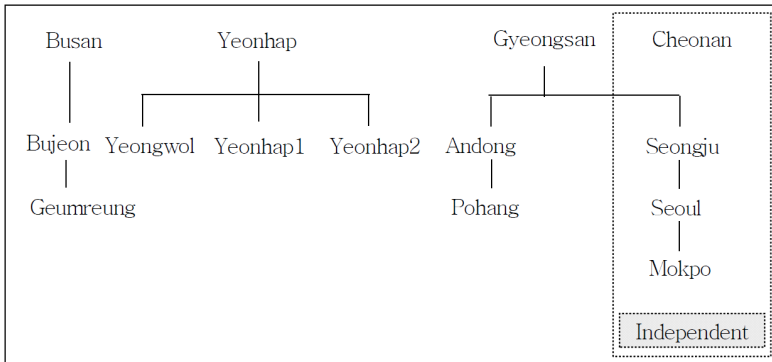 Busan Yeonhap Gyeongsan Cheonan
Bujeon Yeongwol Yeonhap1 Yeonhap2 Andong Seongju
Geumreung Pohang Seoul
Mokpo
Independent